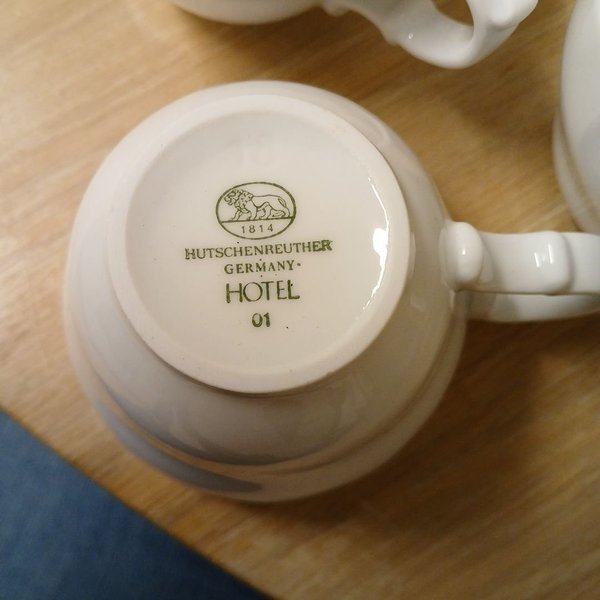 1814
HUTSCHENREUTHER
GERMANY
HOTEL
01